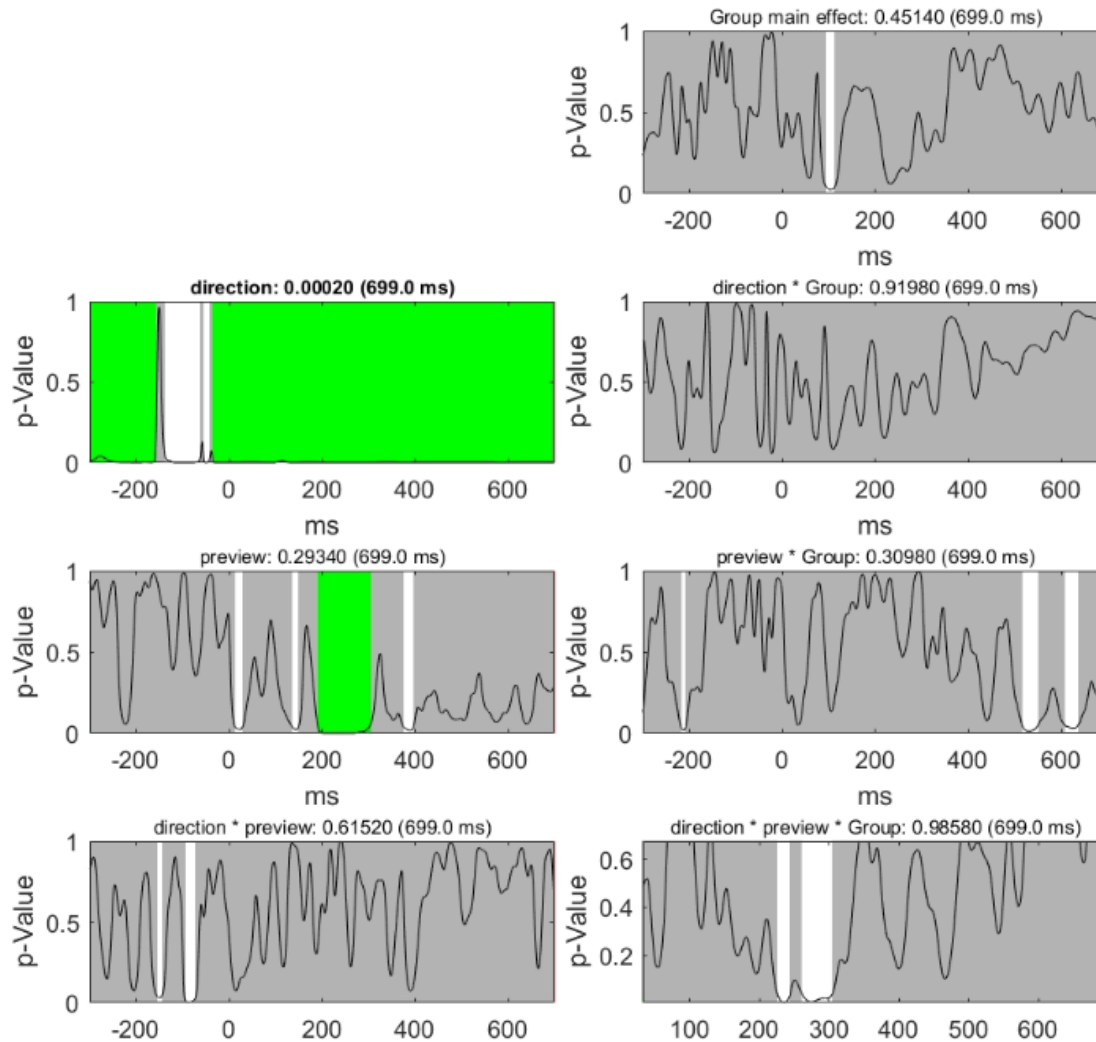 Group main effect: 0.45140 (699.0 ms)
1
0.5
0
p-Value
-200 0 200 400 600
ms
direction: 0.00020 (699.0 ms)
1
0.5
0
p-Value
-200 0 200 400 600
ms
direction * Group: 0.91980 (699.0 ms)
1
0.5
0
p-Value
-200 0 200 400 600
ms
preview: 0.29340 (699.0 ms)
1
0.5
0
p-Value
-200 0 200 400 600
ms
preview * Group: 0.30980 (699.0 ms)
1
0.5
0
p-Value
-200 0 200 400 600
ms
direction * preview: 0.61520 (699.0 ms)
1
0.5
0
p-Value
-200 0 200 400 600
direction * preview * Group: 0.98580 (699.0 ms)
0.6
0.4
0.2
p-Value
100 200 300 400 500 600